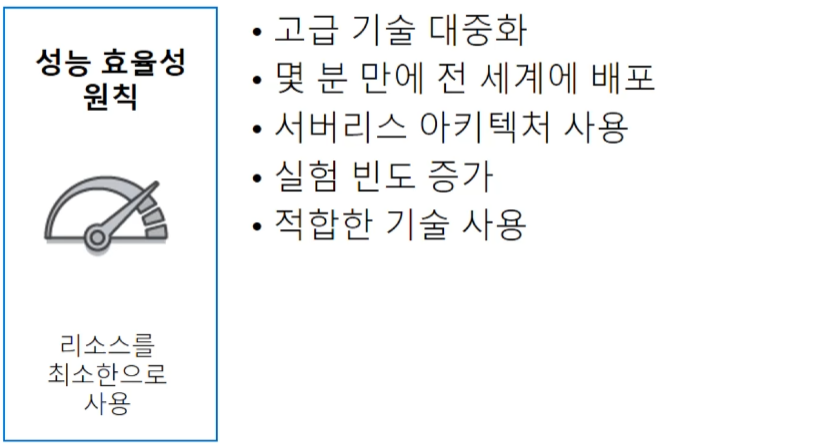 성능 효율성
원칙
리소스를
최소한으로
사용
• 고급 기술 대중화
• 몇 분 만에 전 세계에 배포
• 서버리스 아키텍처 사용
• 실험 빈도 증가
• 적합한 기술 사용